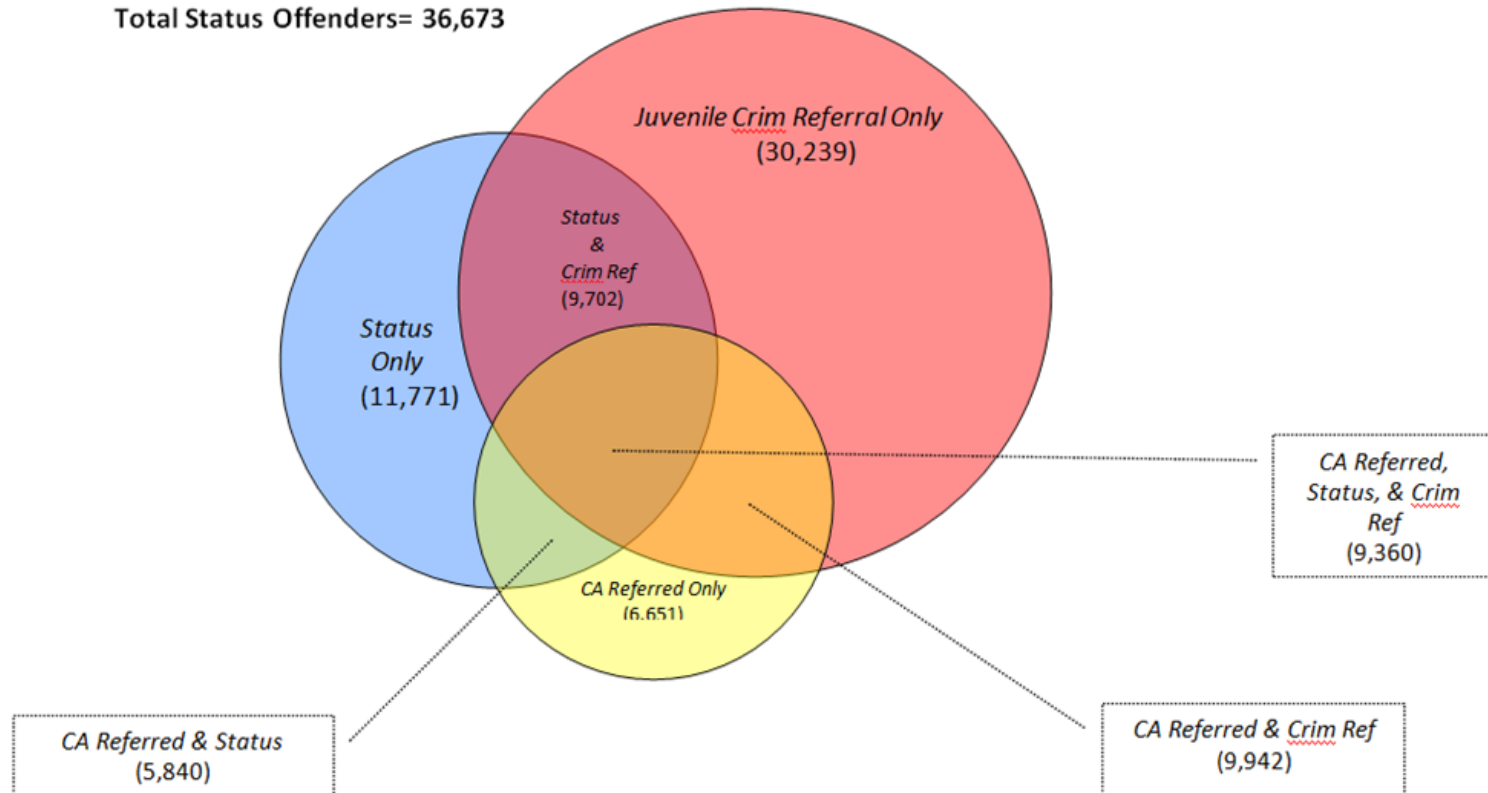 Total Status Offenders= 36,673
Juvenile Crim Referral Only
(30,239)
Status
&
Crim Ref
(9,702)
Status
Only
(11,771)
CA Referred,
Status, & Crim
Ref
(9,360)
CA Referred Only
(6,651)
CA Referred & Status
(5,840)
CA Referred & Crim Ref
(9,942)